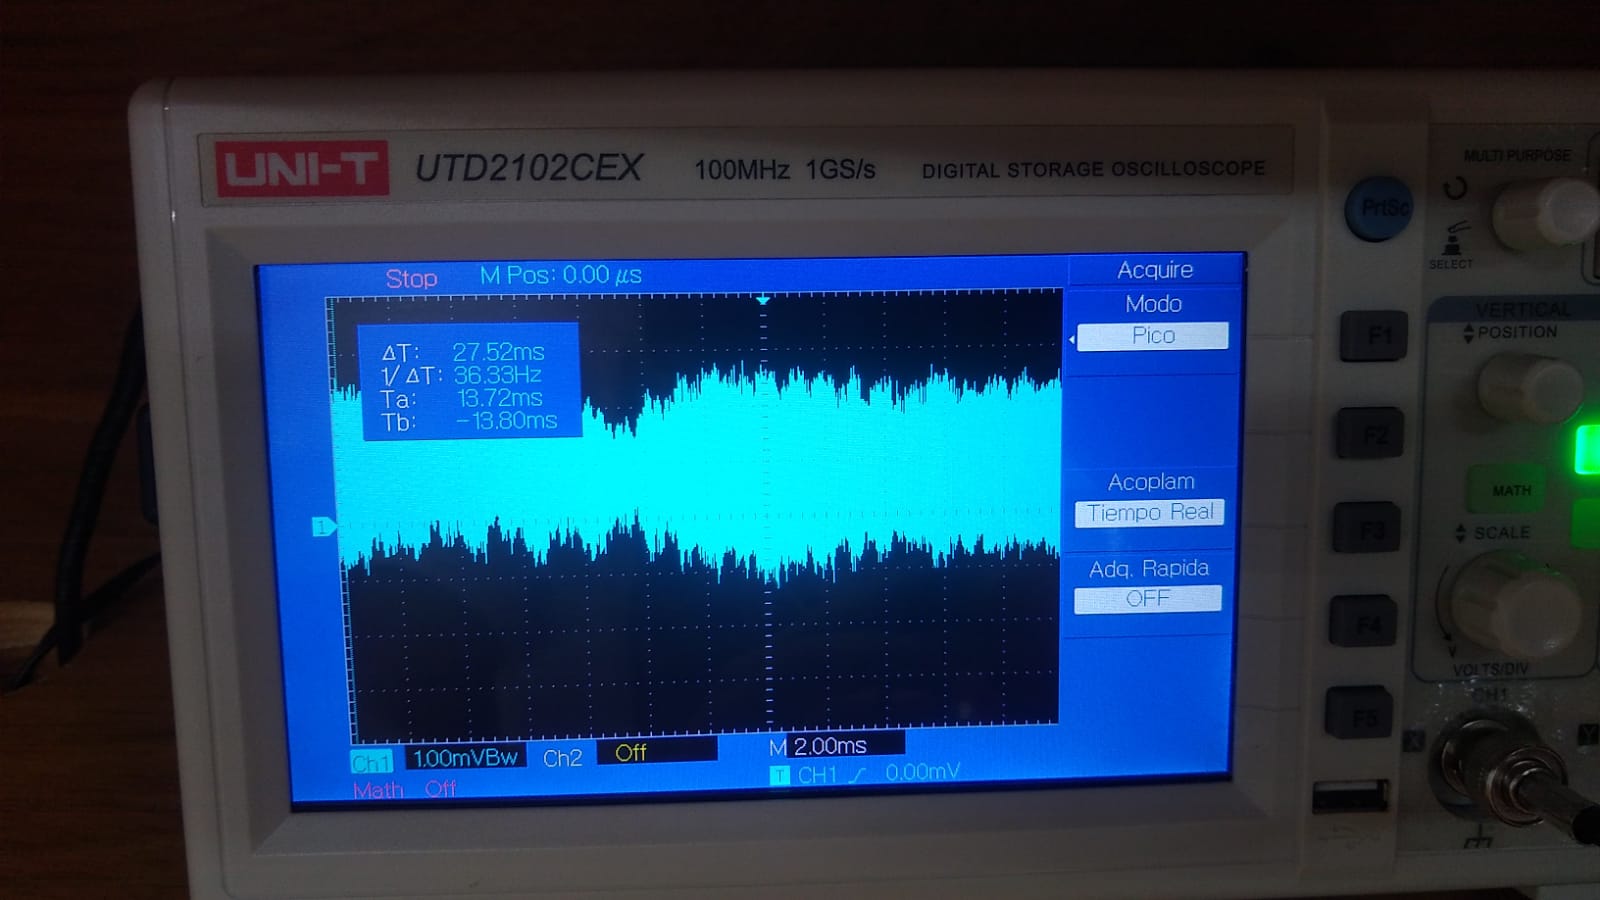 UNI-T UTD2102CEX 100MHz 1GS/s DIGITAL STORAGE OSCILLOSCOPE
MULTI PURPOSE
PrtSc
SELECT
Stop M Pos: 0.00 μs
Acquire
Modo
Pico
ΔT: 27.52ms
1/ΔT: 36.33Hz
Ta: 13.72ms
Tb: -13.80ms
Acoplam
Tiempo Real
Adq. Rapida
OFF
1
Ch1 1.00mVBw Ch2 Off M 2.00ms
T CH1 0.00mV
Math Off
F1
F2
F3
F4
F5
VERTICAL
POSITION
MATH
SCALE
VOLTS/DIV
CH1
X
Y